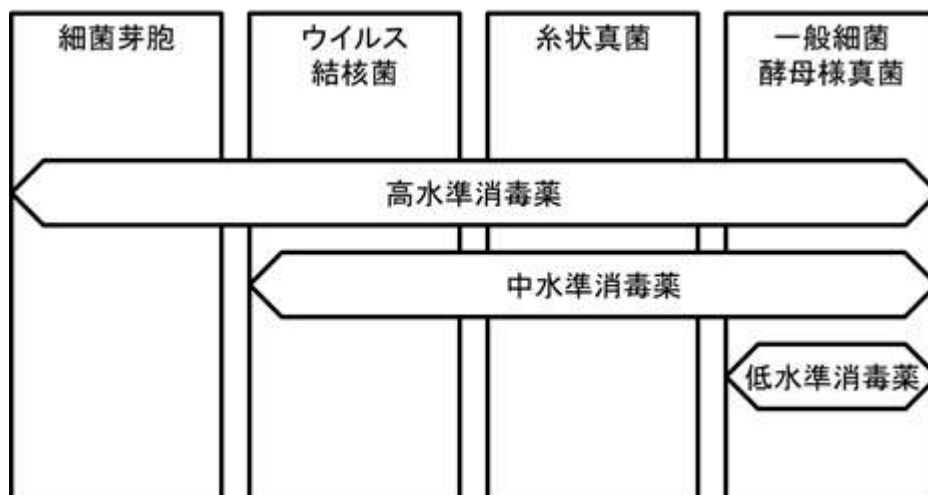 細菌芽胞
ウイルス
結核菌
糸状真菌
一般細菌
酵母様真菌
高水準消毒薬
中水準消毒薬
低水準消毒薬